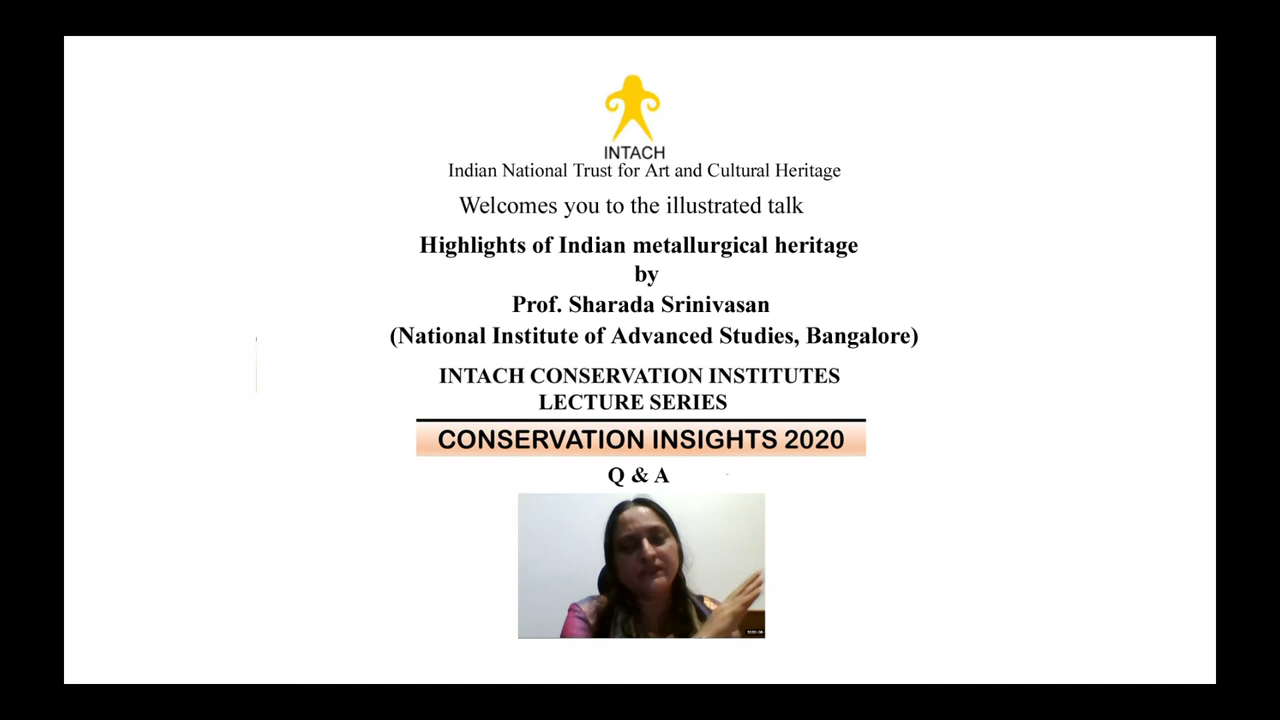 INTACH
Indian National Trust for Art and Cultural Heritage
Welcomes you to the illustrated talk
Highlights of Indian metallurgical heritage
by
Prof. Sharada Srinivasan
(National Institute of Advanced Studies, Bangalore)
INTACH CONSERVATION INSTITUTES
LECTURE SERIES
CONSERVATION INSIGHTS 2020
Q & A